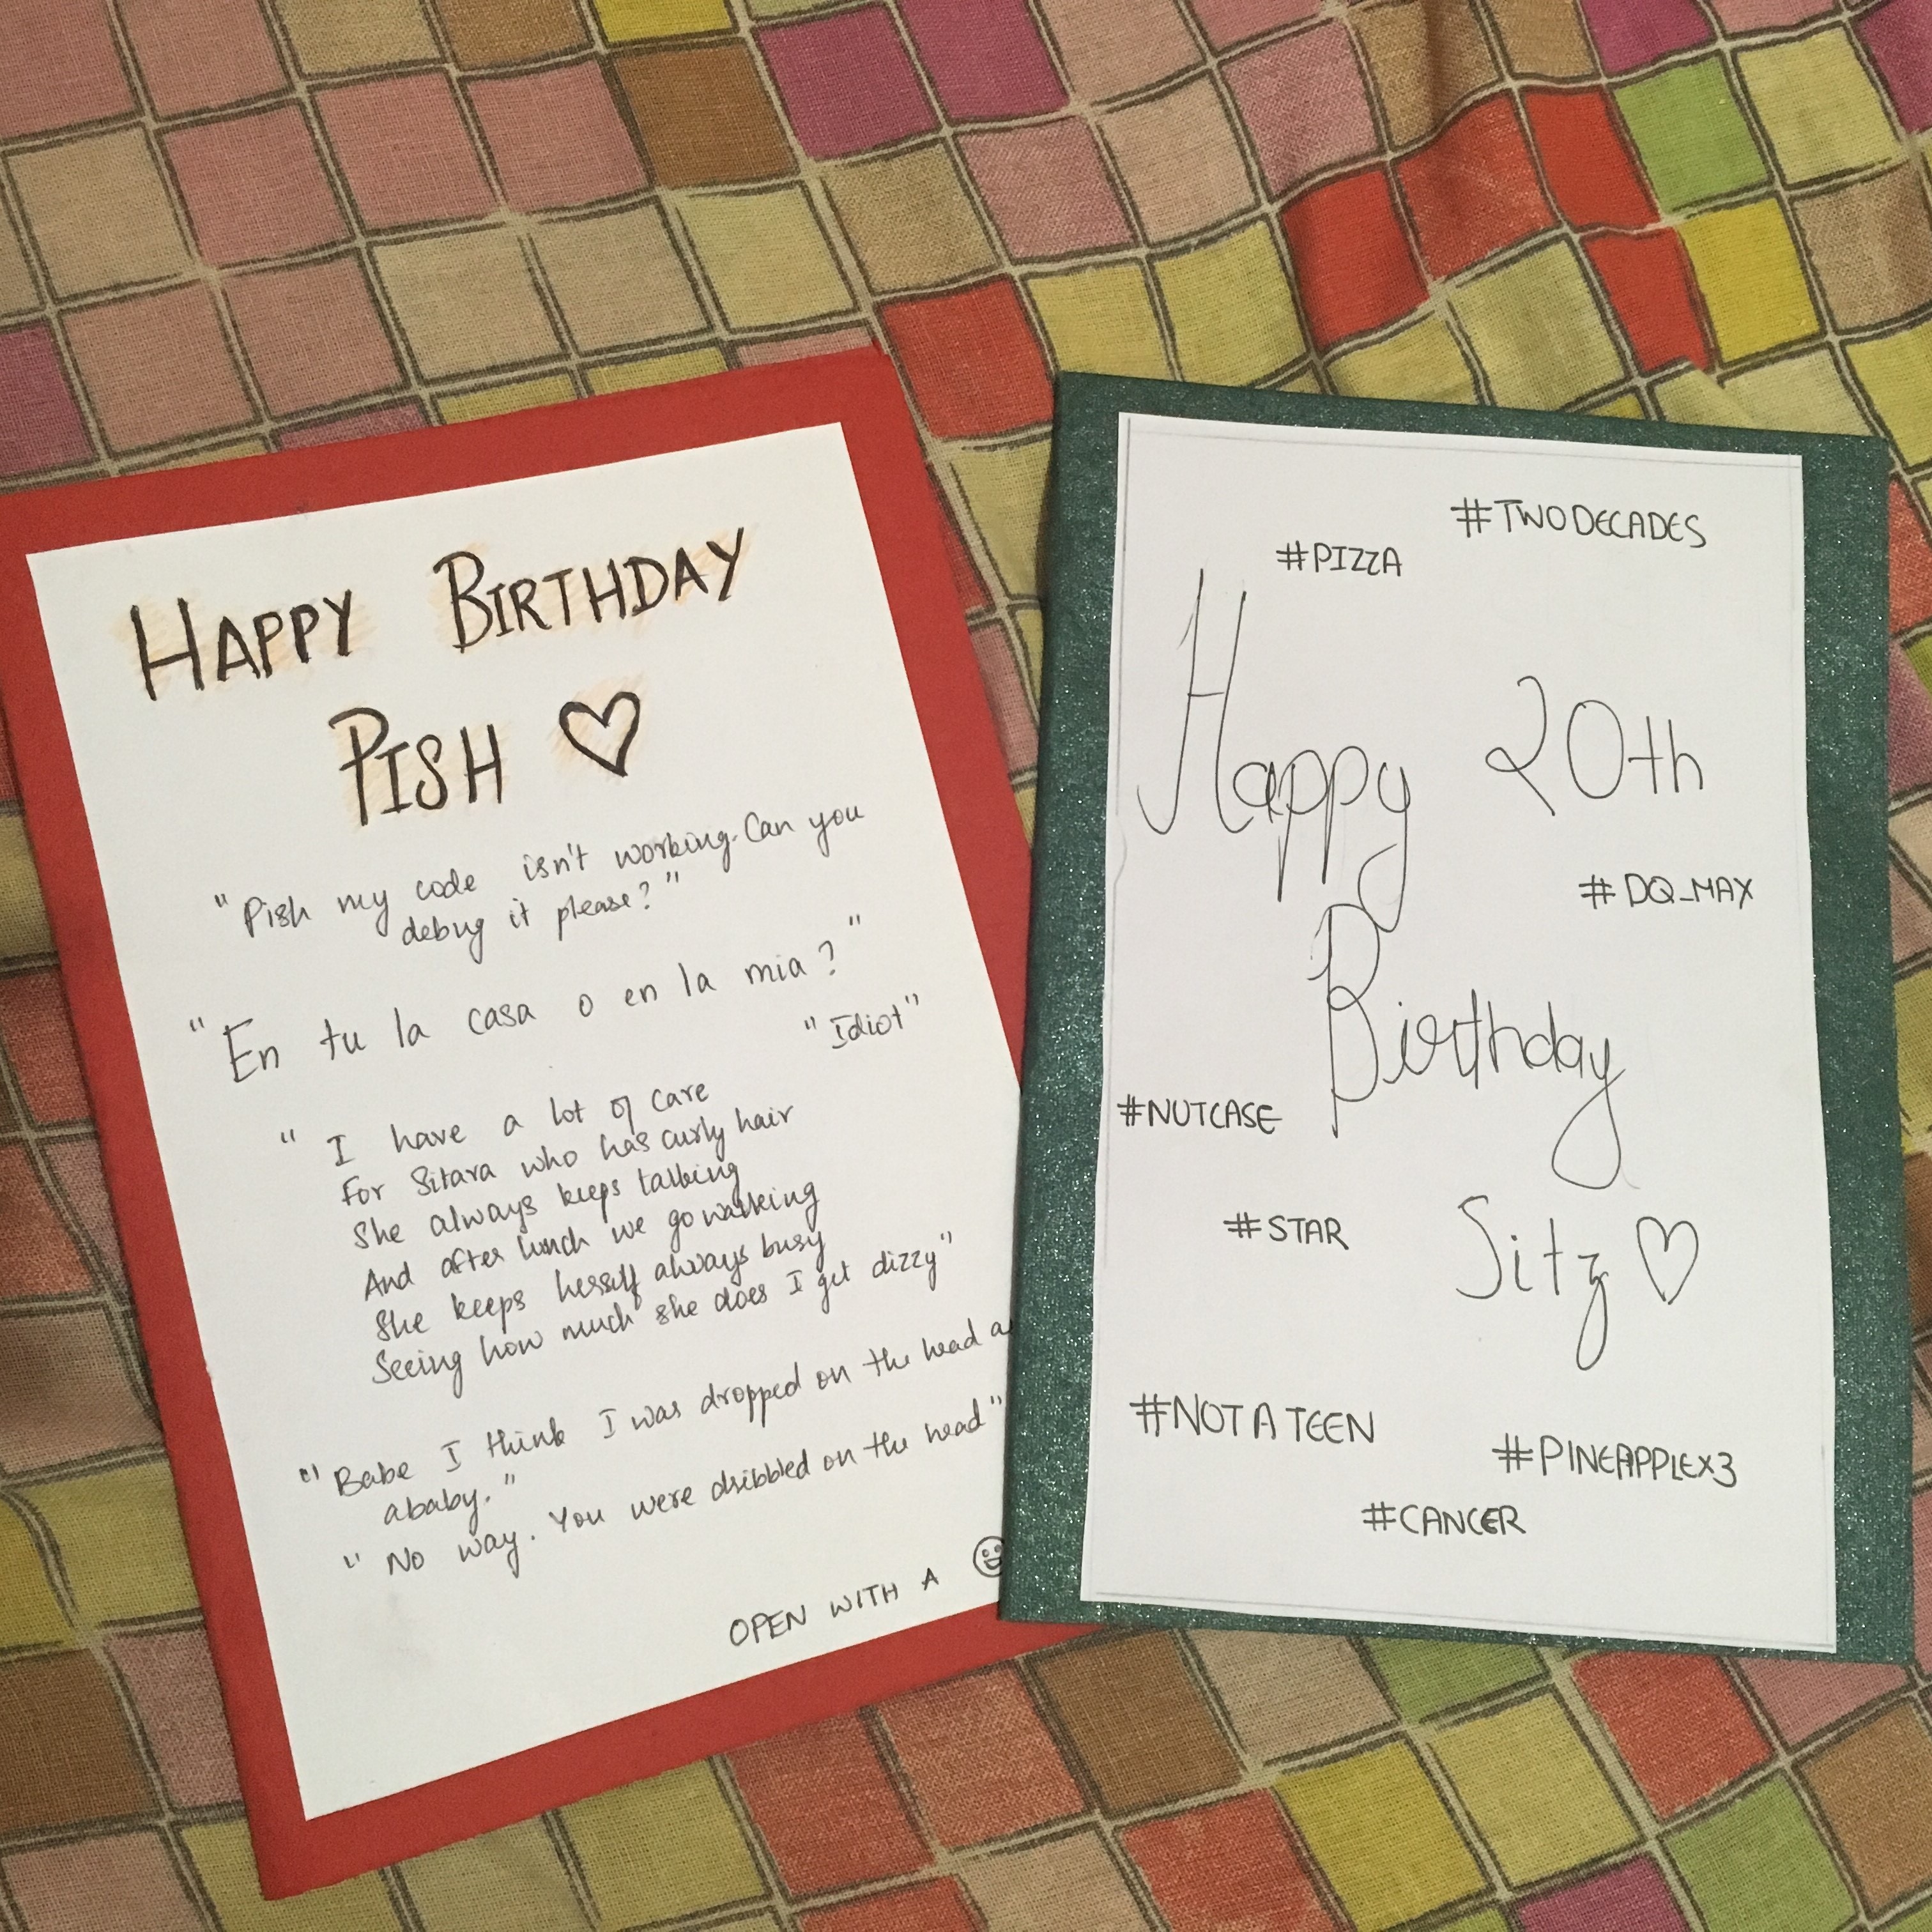 HAPPY BIRTHDAY
PISH ♡
"Pish my code isn't working. Can you
debug it please?"
"En tu la casa o en la mia?"
"Idiot"
"I have a lot of care
For Sitara who has curly hair
She always keeps talking
And after lunch we go walking
She keeps herself always busy
Seeing how much she does I get dizzy"
"Babe I think I was dropped on the head
ababy."
"No way. You were dribbled on the head"
OPEN WITH A ☺
#TWODECADES
#PIZZA
Happy 20th
#DQ_MAX
Birthday
#NUTCASE
#STAR
Sitz ♡
#NOT A TEEN
#PINEAPPLEX3
#CANCER